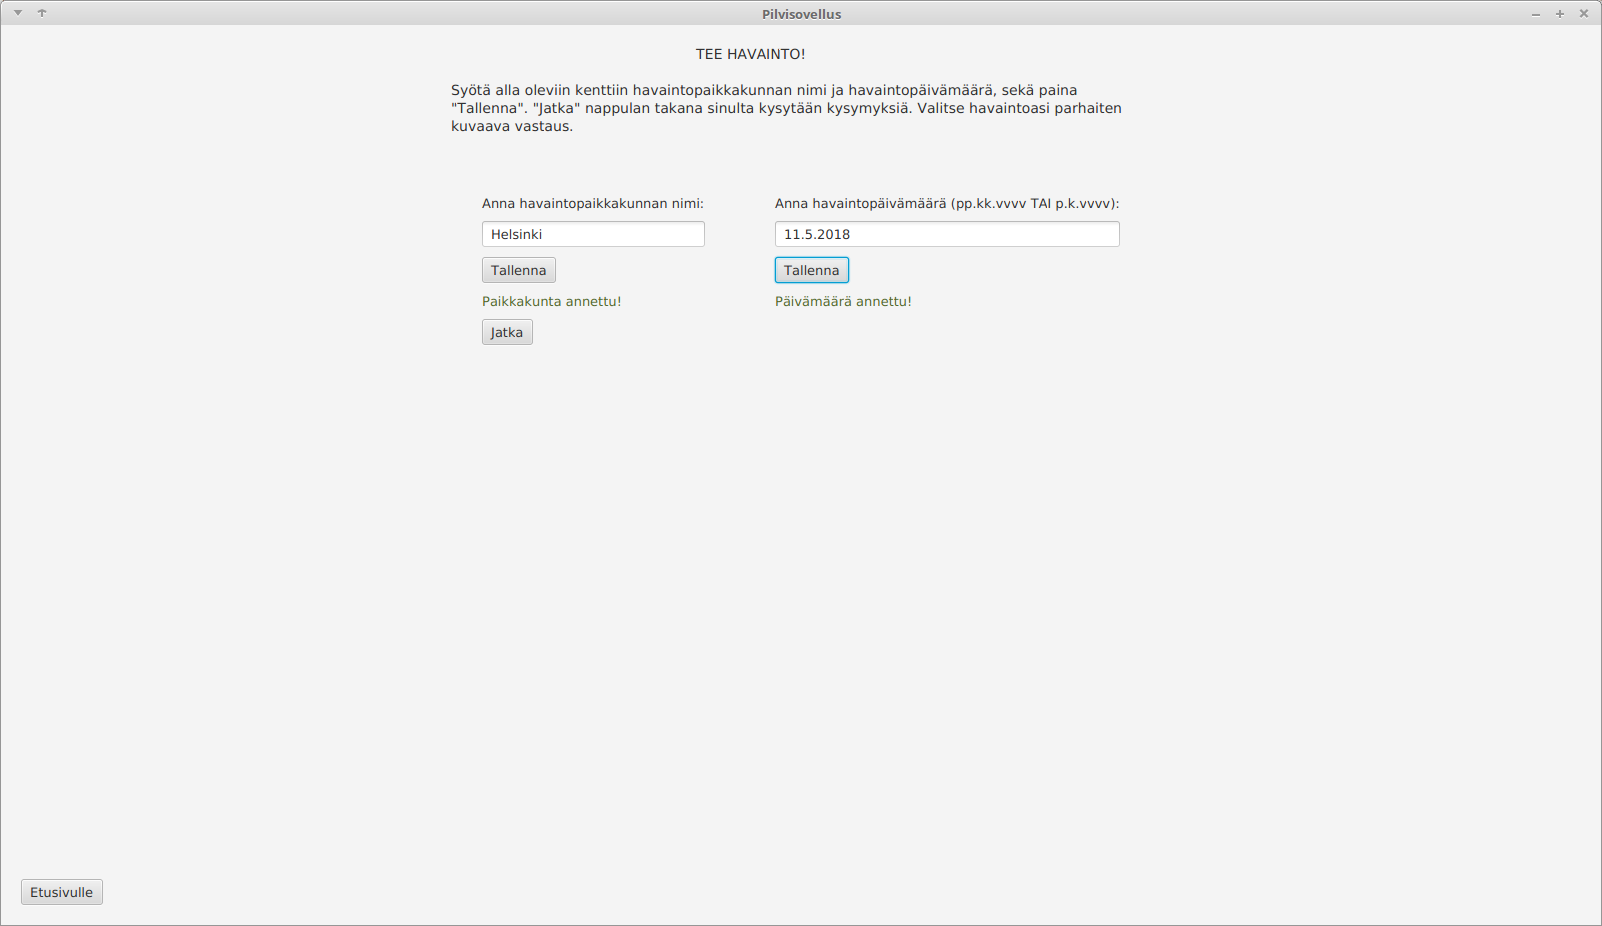 Pilvisovellus
TEE HAVAINTO!
Syötä alla oleviin kenttiin havaintopaikkakunnan nimi ja havaintopäivämäärä, sekä paina
"Tallenna". "Jatka" nappulan takana sinulta kysytään kysymyksiä. Valitse havaintoasi parhaiten
kuvaava vastaus.
Anna havaintopaikkakunnan nimi:
Helsinki
Tallenna
Paikkakunta annettu!
Jatka
Anna havaintopäivämäärä (pp.kk.vvvv TAI p.k.vvvv):
11.5.2018
Tallenna
Päivämäärä annettu!
Etusivulle